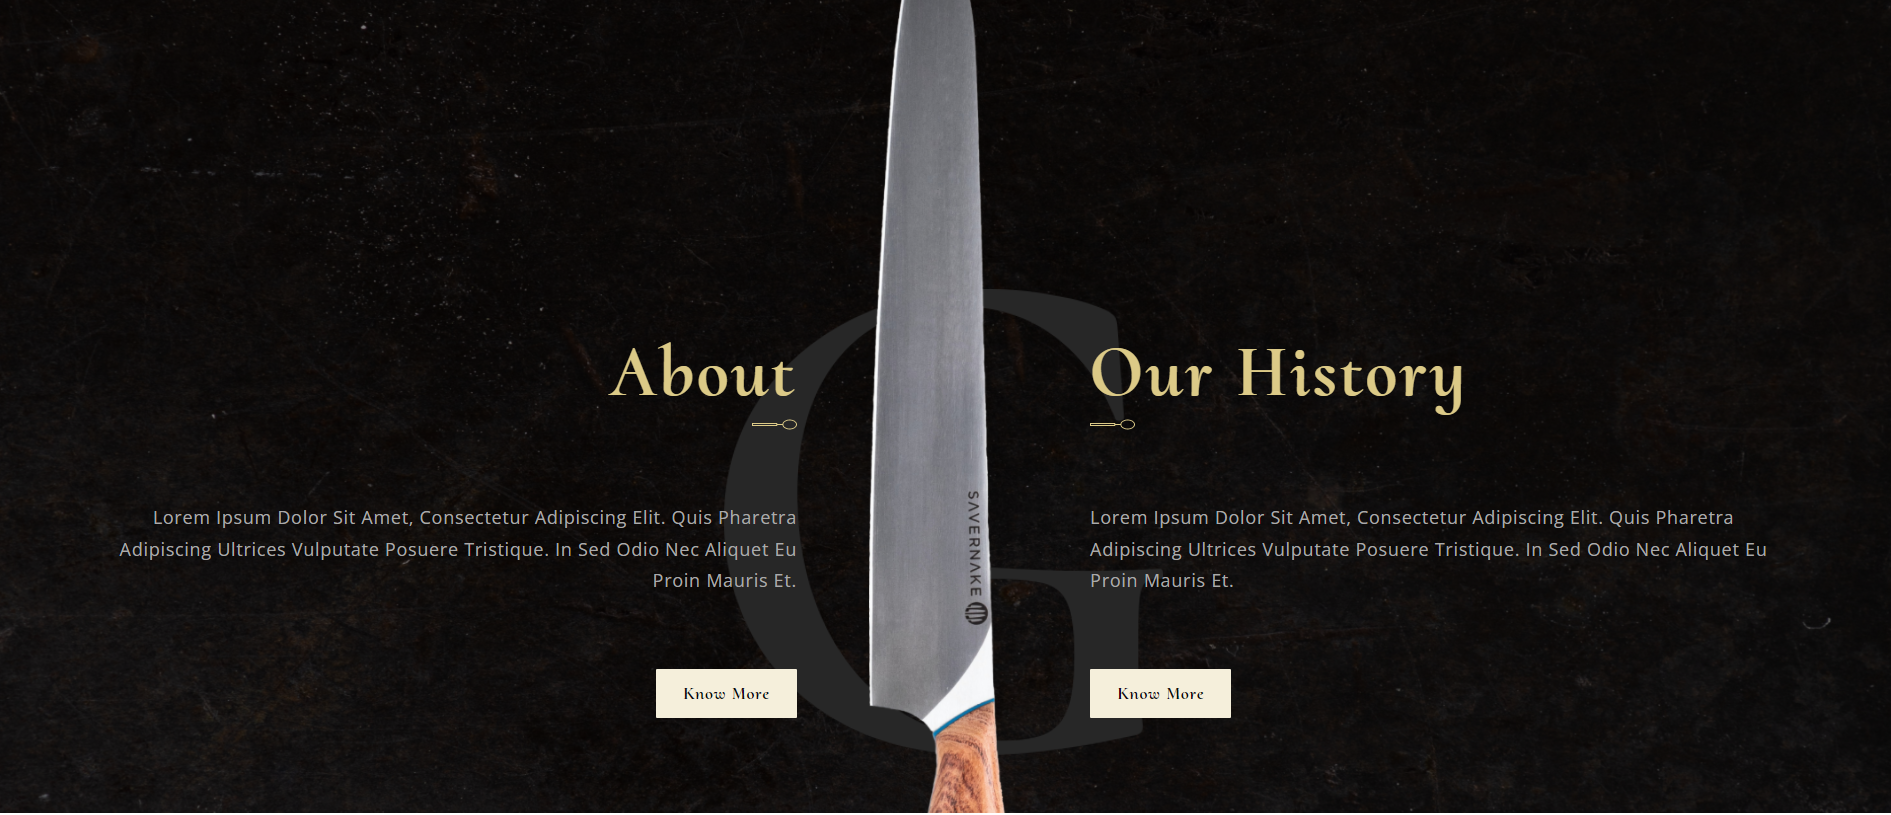 About
Lorem Ipsum Dolor Sit Amet, Consectetur Adipiscing Elit. Quis Pharetra
Adipiscing Ultrices Vulputate Posuere Tristique. In Sed Odio Nec Aliquet Eu
Proin Mauris Et.
Know More
G
SAVERNAKE
Our History
Lorem Ipsum Dolor Sit Amet, Consectetur Adipiscing Elit. Quis Pharetra
Adipiscing Ultrices Vulputate Posuere Tristique. In Sed Odio Nec Aliquet Eu
Proin Mauris Et.
Know More